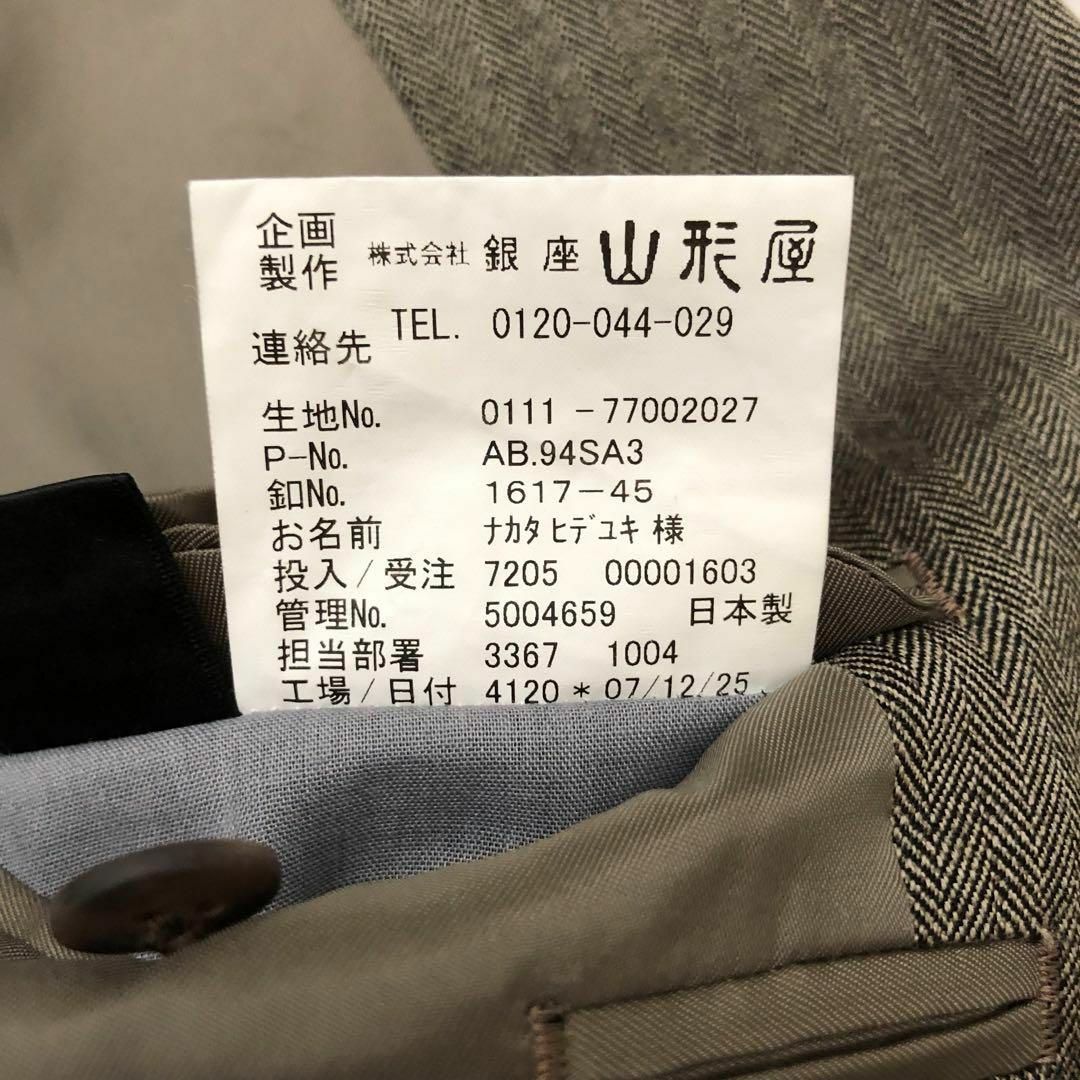 企画製作 株式会社 銀座 山形屋
連絡先 TEL. 0120-044-029
生地No. 0111 -77002027
P-No. AB.94SA3
釦No. 1617-45
お名前 ﾅｶﾀ ﾋﾃﾞﾕｷ 様
投入/受注 7205 00001603
管理No. 5004659 日本製
担当部署 3367 1004
工場/日付 4120 * 07/12/25